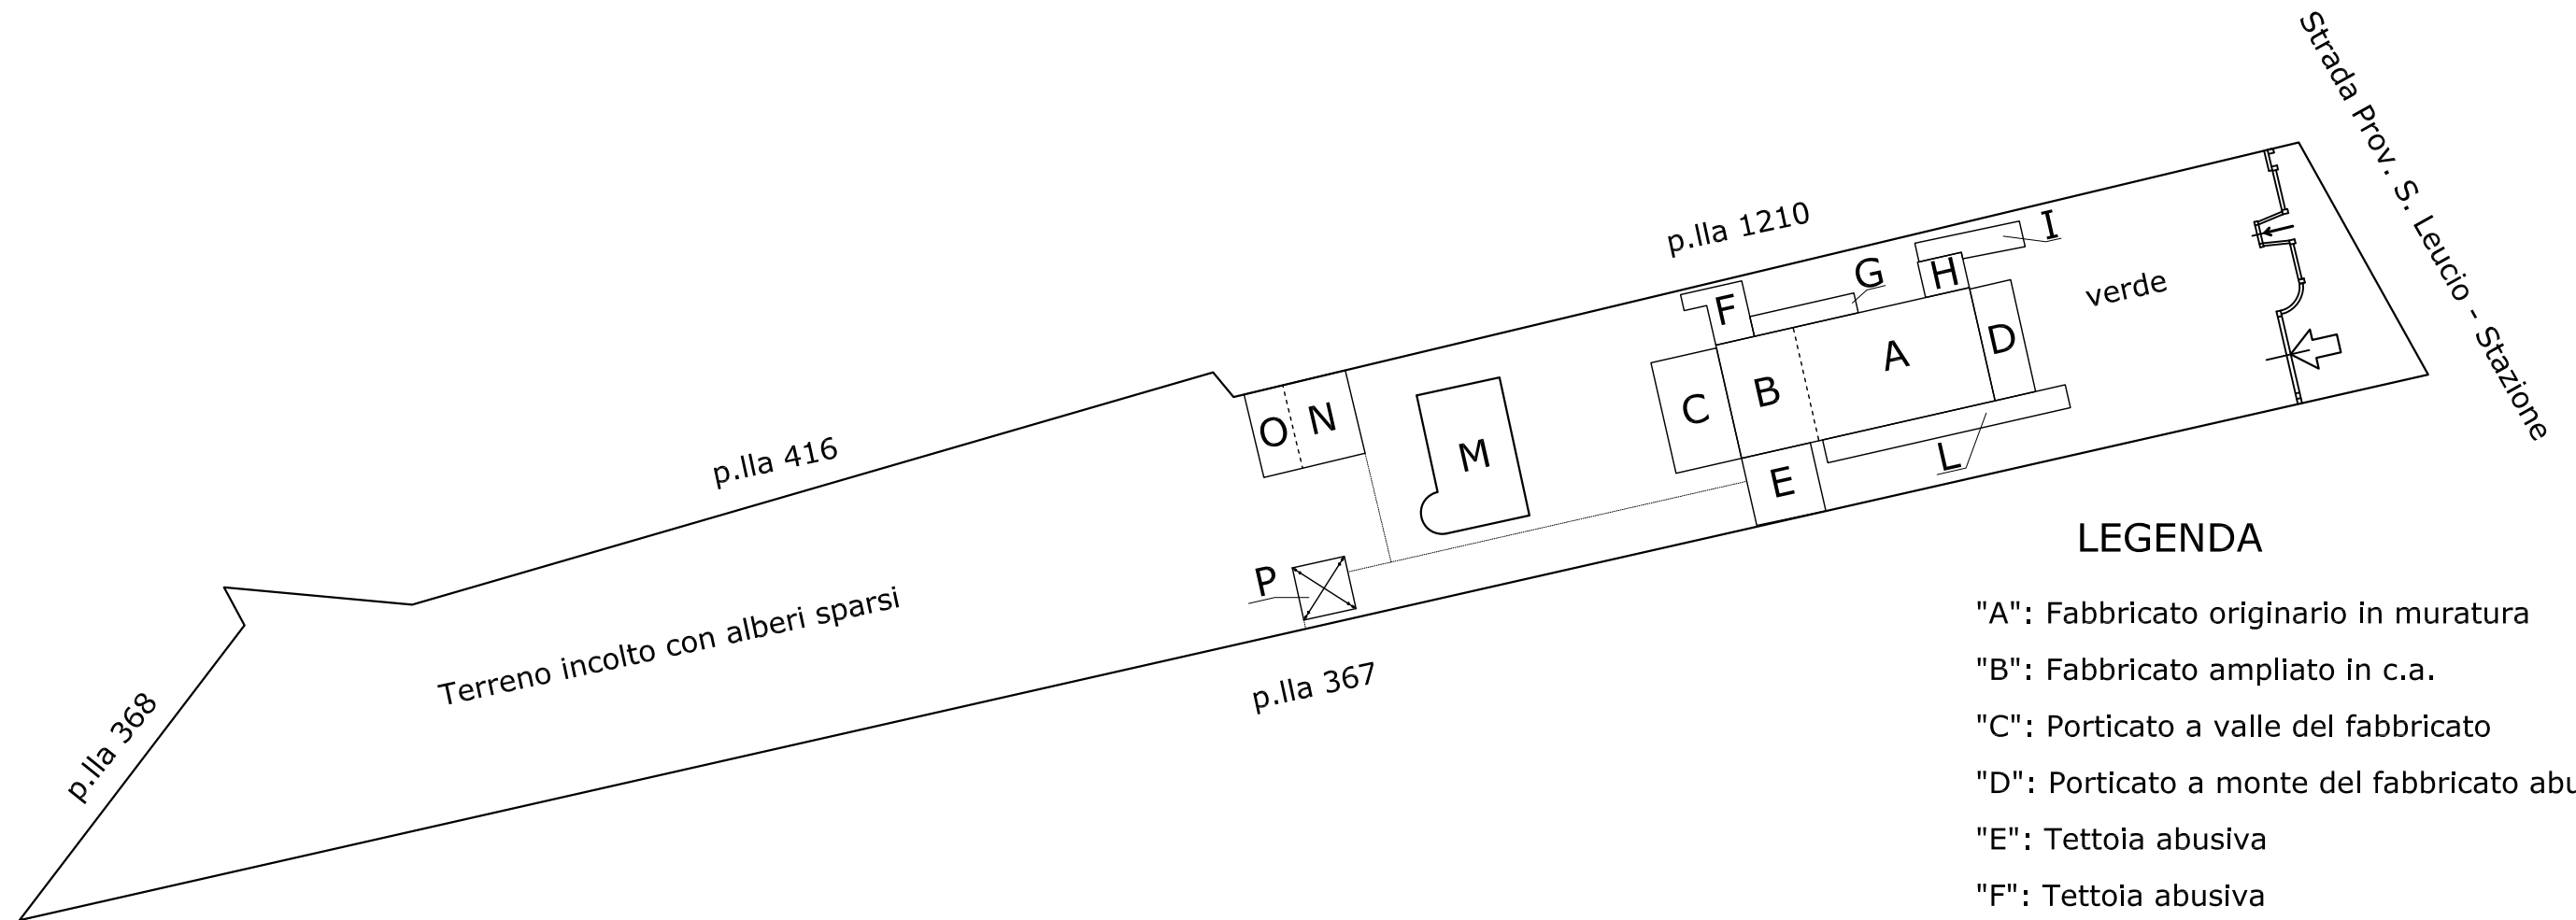 Strada Prov. S. Leucio - Stazione
p.lla 1210
I
G
H
verde
F
D
A
B
C
O
N
M
L
E
p.lla 416
P
Terreno incolto con alberi sparsi
p.lla 367
p.lla 368
LEGENDA
"A": Fabbricato originario in muratura
"B": Fabbricato ampliato in c.a.
"C": Porticato a valle del fabbricato
"D": Porticato a monte del fabbricato abu
"E": Tettoia abusiva
"F": Tettoia abusiva